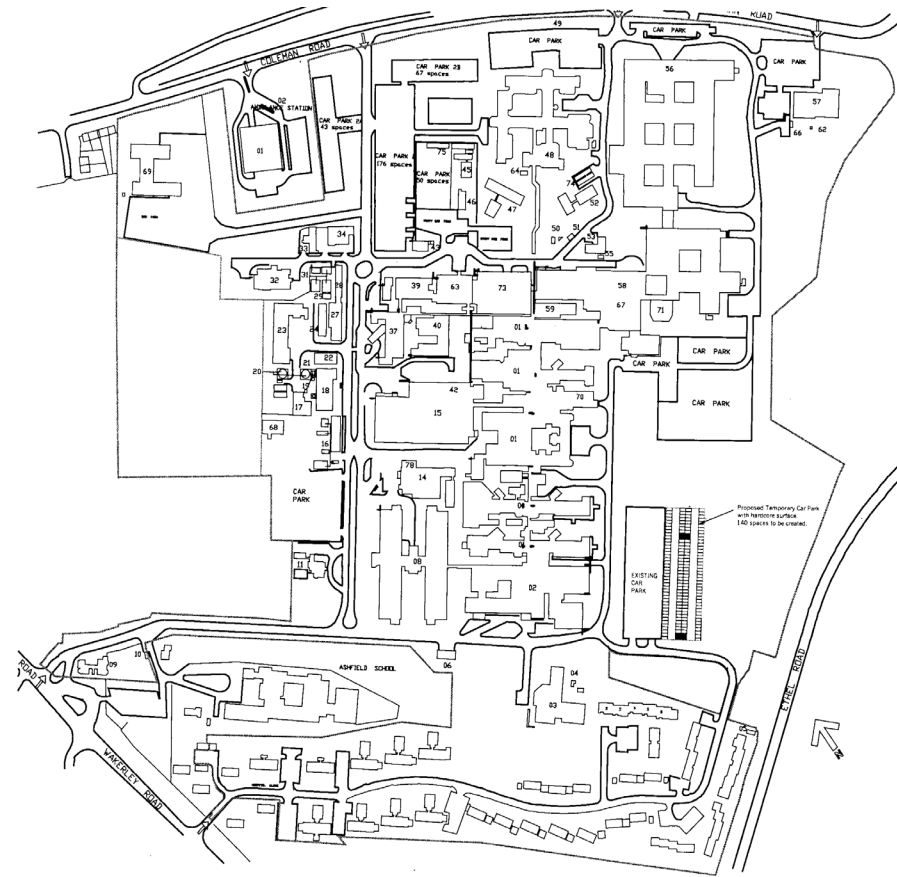 49
ROAD
COLEMAN ROAD
CAR PARK
CAR PARK
CAR PARK 23
67 spaces
56
CAR PARK
02
AMBULANCE STATION
57
CAR PARK 2A
43 spaces
66
62
01
75
48
CAR PARK
176 spaces
69
CAR PARK
50 spaces
45
64
74
46
47
52
34
50
51
53
33
43
55
31
32
28
39
63
73
58
29
67
27
59
71
23
24
37
40
01
22
CAR PARK
20
21
01
CAR PARK
19
18
42
70
17
15
CAR PARK
68
16
01
78
14
CAR
PARK
Proposed Temporary Car Park
with hardcore surface
140 spaces to be created.
11
08
EXISTING
CAR
PARK
02
ROAD
09
10
06
ASHFIELD SCHOOL
04
03
ETHEL ROAD
WAKERLEY ROAD
N